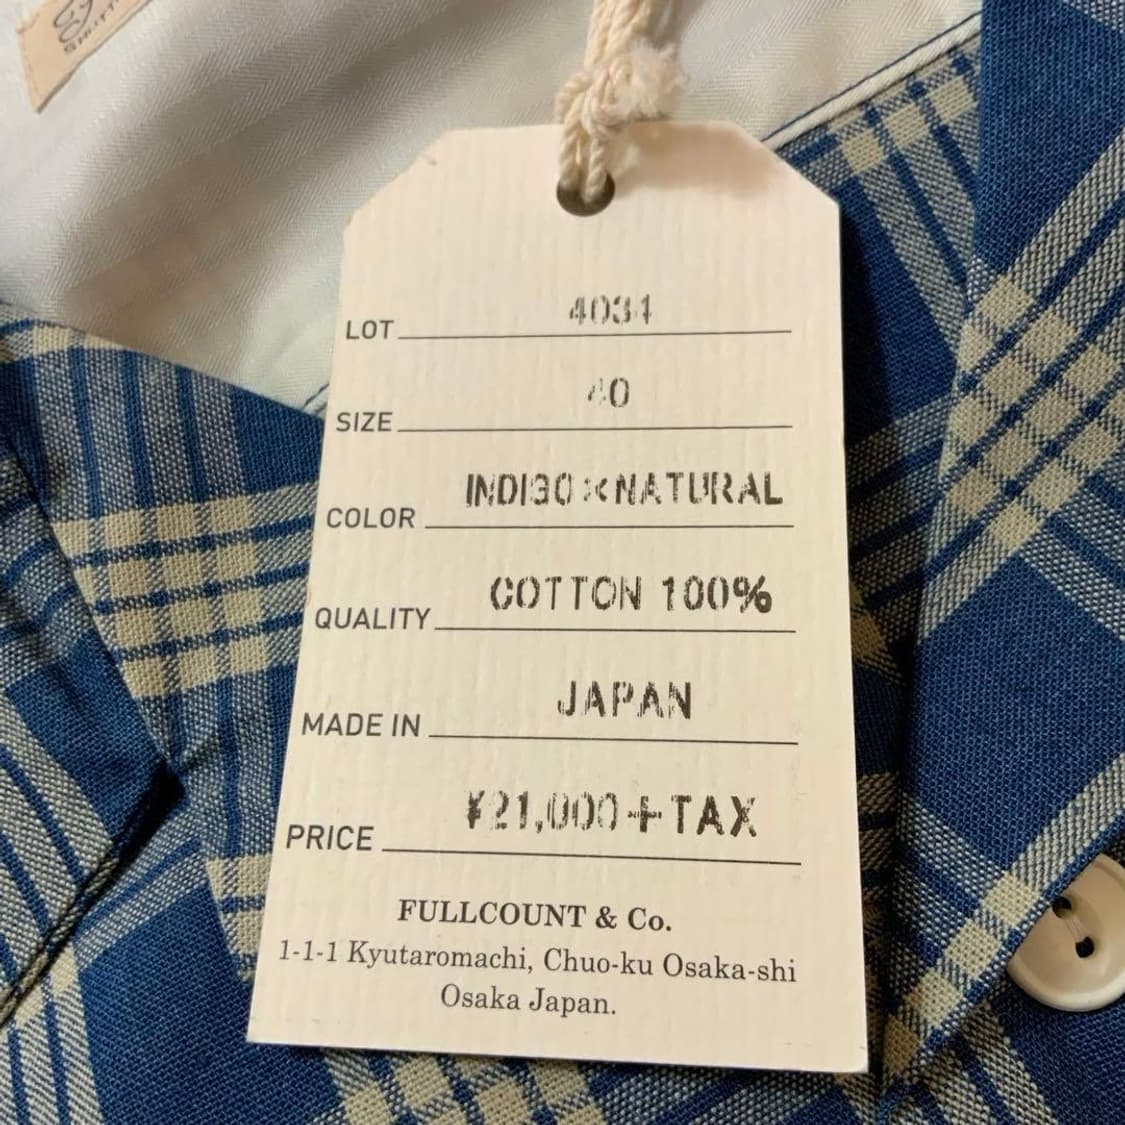 LOT 4031
SIZE 40
COLOR INDIGO×NATURAL
QUALITY COTTON 100%
MADE IN JAPAN
PRICE ¥21,000+TAX
FULLCOUNT & Co.
1-1-1 Kyutaromachi, Chuo-ku Osaka-shi
Osaka Japan.